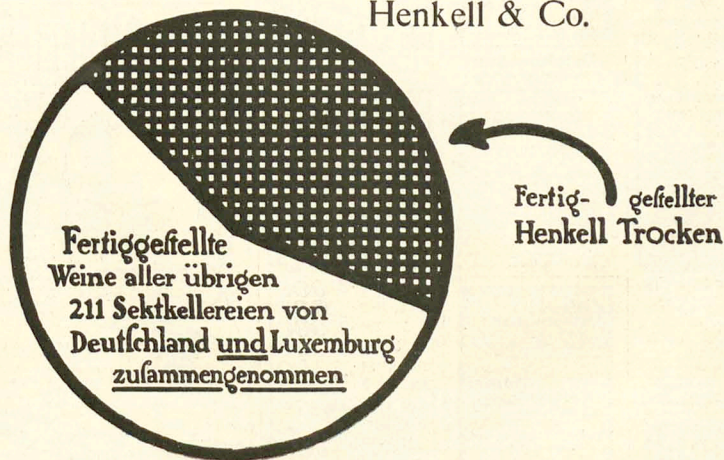 Henkell & Co.
Fertig- geſtellter
Henkell Trocken
Fertiggeſtellte
Weine aller übrigen
211 Sektkellereien von
Deutſchland und Luxemburg
zuſammengenommen